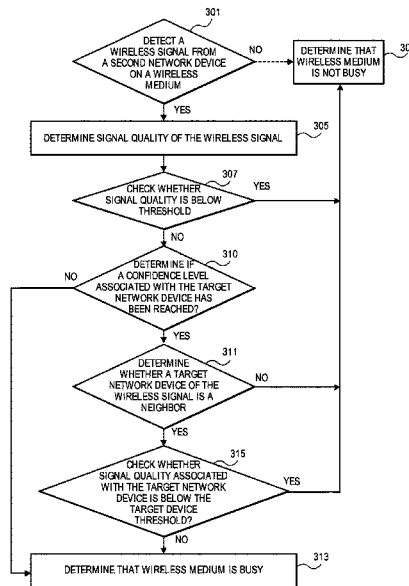 301
DETECT A
WIRELESS SIGNAL FROM
A SECOND NETWORK DEVICE
ON A WIRELESS
MEDIUM
NO
DETERMINE THAT
WIRELESS MEDIUM
IS NOT BUSY
YES
305
DETERMINE SIGNAL QUALITY OF THE WIRELESS SIGNAL
307
CHECK WHETHER
SIGNAL QUALITY IS BELOW
THRESHOLD
YES
NO
310
DETERMINE IF
A CONFIDENCE LEVEL
ASSOCIATED WITH THE TARGET
NETWORK DEVICE HAS
BEEN REACHED?
NO
YES
311
DETERMINE
WHETHER A TARGET
NETWORK DEVICE OF THE
WIRELESS SIGNAL IS A
NEIGHBOR
NO
YES
315
CHECK WHETHER
SIGNAL QUALITY ASSOCIATED
WITH THE TARGET NETWORK
DEVICE IS BELOW THE
TARGET DEVICE
THRESHOLD?
YES
NO
313
DETERMINE THAT WIRELESS MEDIUM IS BUSY